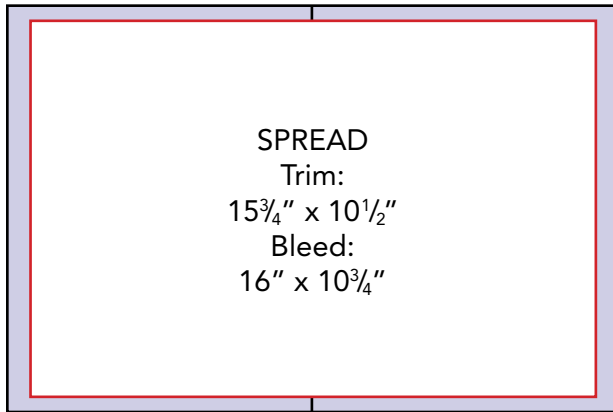 SPREAD
Trim:
15¾” x 10½”
Bleed:
16” x 10¾”